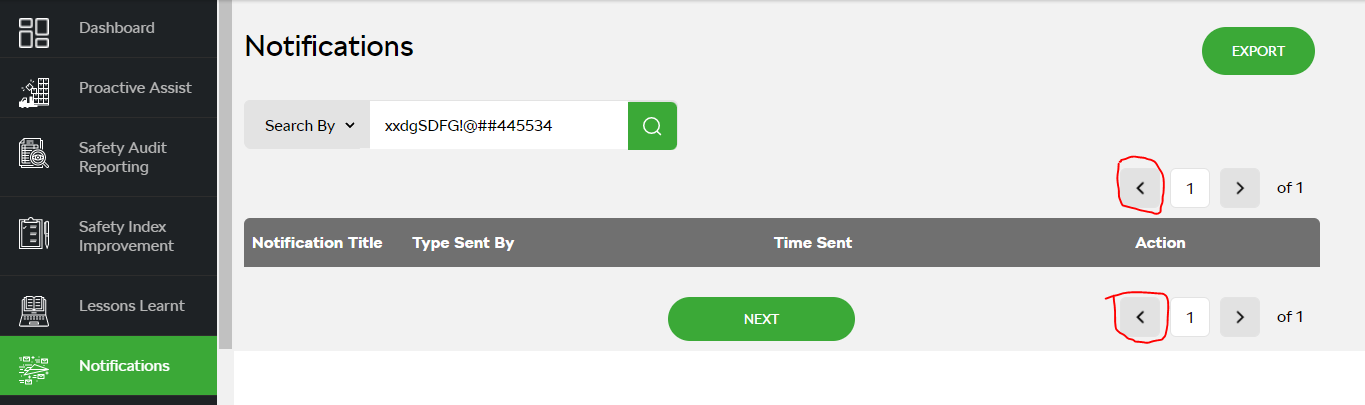 Dashboard
Proactive Assist
Safety Audit
Reporting
Safety Index
Improvement
Lessons Learnt
Notifications
Notifications
EXPORT
Search By
xxdgSDFG!@##445534
1
of 1
Notification Title Type Sent By Time Sent Action
NEXT
1
of 1